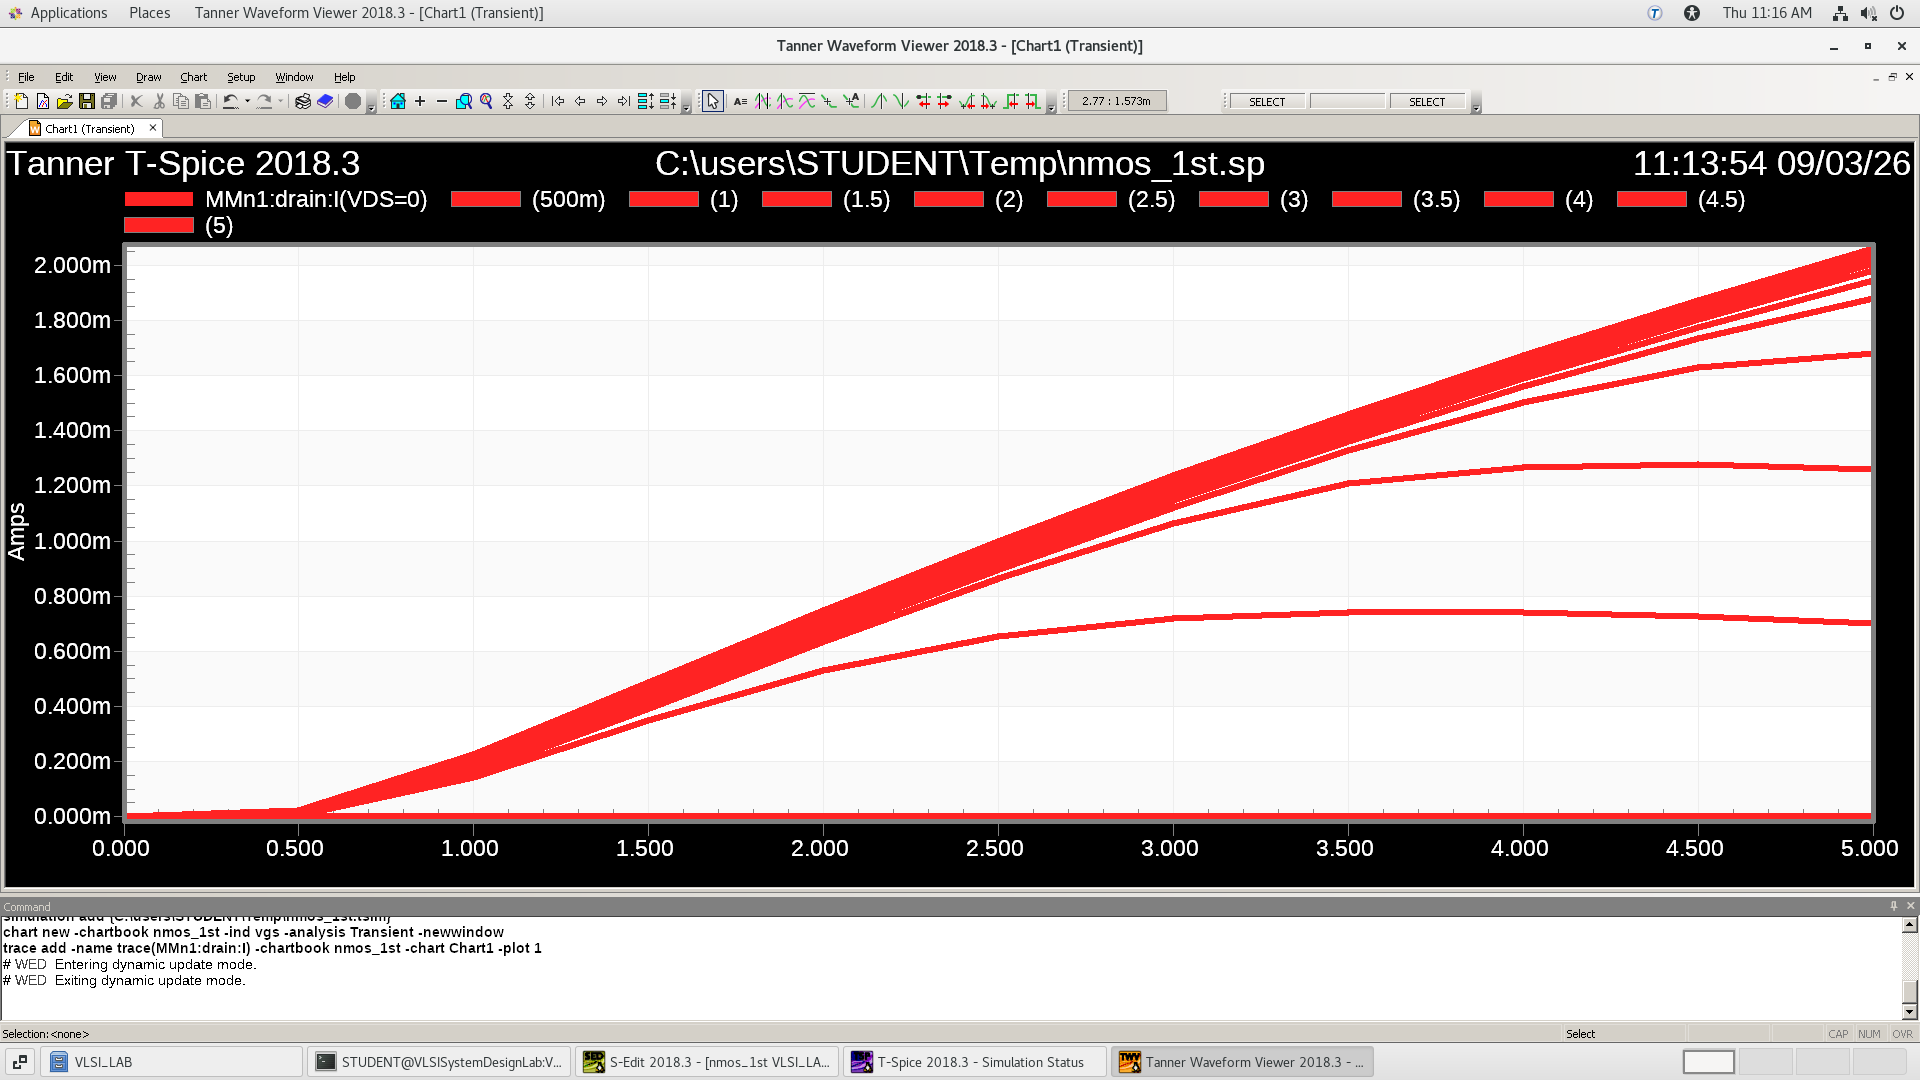 Applications Places Tanner Waveform Viewer 2018.3 - [Chart1 (Transient)] Thu 11:16 AM
Tanner Waveform Viewer 2018.3 - [Chart1 (Transient)]
File Edit View Draw Chart Setup Window Help
2.77 : 1.573m SELECT SELECT
Chart1 (Transient)
Tanner T-Spice 2018.3 C:\users\STUDENT\Temp\nmos_1st.sp 11:13:54 09/03/26
MMn1:drain:I(VDS=0) (500m) (1) (1.5) (2) (2.5) (3) (3.5) (4) (4.5)
(5)
2.000m
1.800m
1.600m
1.400m
1.200m
1.000m
0.800m
0.600m
0.400m
0.200m
0.000m
Amps
0.000 0.500 1.000 1.500 2.000 2.500 3.000 3.500 4.000 4.500 5.000
Command
simulation add {C:\users\STUDENT\Temp\nmos_1st.tsim}
chart new -chartbook nmos_1st -ind vgs -analysis Transient -newwindow
trace add -name trace(MMn1:drain:I) -chartbook nmos_1st -chart Chart1 -plot 1
# WED Entering dynamic update mode.
# WED Exiting dynamic update mode.
Selection: <none> Select CAP NUM OVR
VLSI_LAB STUDENT@VLSISystemDesignLab:V... S-Edit 2018.3 - [nmos_1st VLSI_LA... T-Spice 2018.3 - Simulation Status Tanner Waveform Viewer 2018.3 - ...